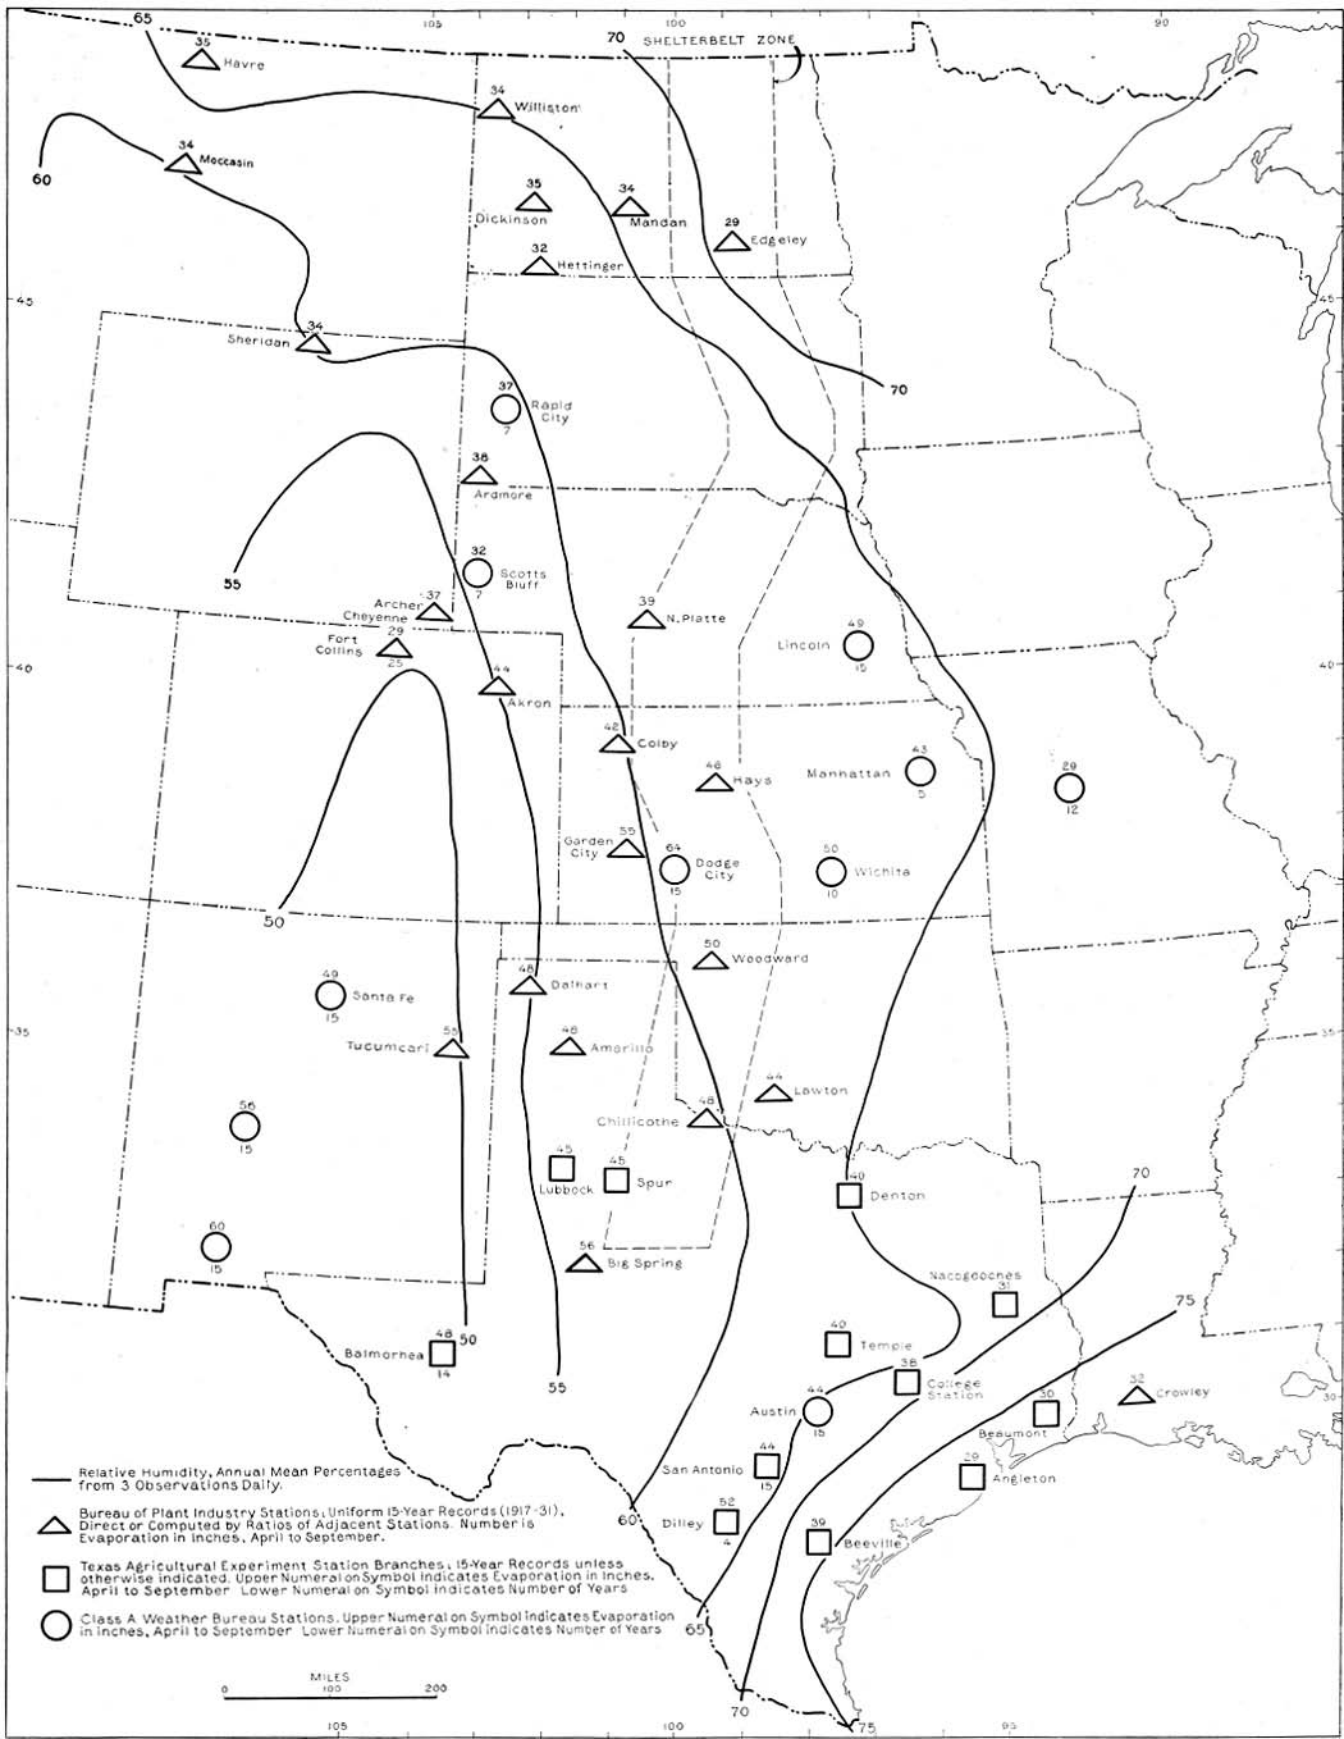 105
100
90
65
70
SHELTERBELT ZONE
35
Havre
34
Williston
34
Moccasin
60
35
Dickinson
34
Mandan
29
Edgeley
32
Hettinger
45
45
34
Sheridan
70
37
Rapid
City
7
38
Ardmore
32
Scotts
Bluff
7
55
37
Archer
Cheyenne
39
N. Platte
29
Fort
Collins
25
49
Lincoln
15
40
40
44
Akron
42
Colby
46
Hays
43
Manhattan
5
29
12
55
Garden
City
64
Dodge
City
15
50
Wichita
10
50
50
Woodward
48
Dalhart
49
Santa Fe
15
35
35
55
Tucumcari
48
Amarillo
44
Lawton
48
Chillicothe
56
15
45
Lubbock
45
Spur
40
Denton
70
60
15
56
Big Spring
Nacogdoches
31
75
48
50
Balmorhea
14
40
Temple
55
38
College
Station
44
Austin
15
30
Beaumont
52
Crowley
30
44
San Antonio
15
29
Angleton
60
52
Dilley
4
39
Beeville
65
70
75
Relative Humidity, Annual Mean Percentages
from 3 Observations Daily.
Bureau of Plant Industry Stations; Uniform 15-Year Records (1917-31),
Direct or Computed by Ratios of Adjacent Stations. Number is
Evaporation in Inches, April to September.
Texas Agricultural Experiment Station Branches; 15-Year Records unless
otherwise indicated. Upper Numeral on Symbol Indicates Evaporation in Inches,
April to September Lower Numeral on Symbol Indicates Number of Years
Class A Weather Bureau Stations. Upper Numeral on Symbol Indicates Evaporation
in Inches, April to September Lower Numeral on Symbol Indicates Number of Years
MILES
0 100 200
105
100
95